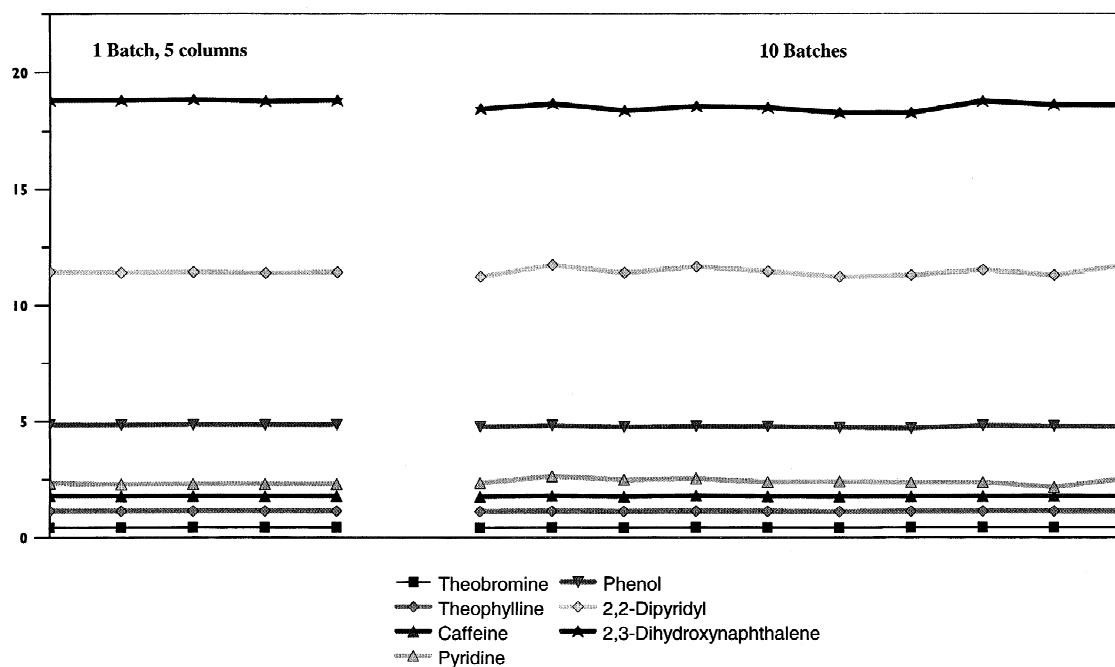 1 Batch, 5 columns
10 Batches
20
15
10
5
0
Theobromine
Phenol
Theophylline
2,2-Dipyridyl
Caffeine
2,3-Dihydroxynaphthalene
Pyridine